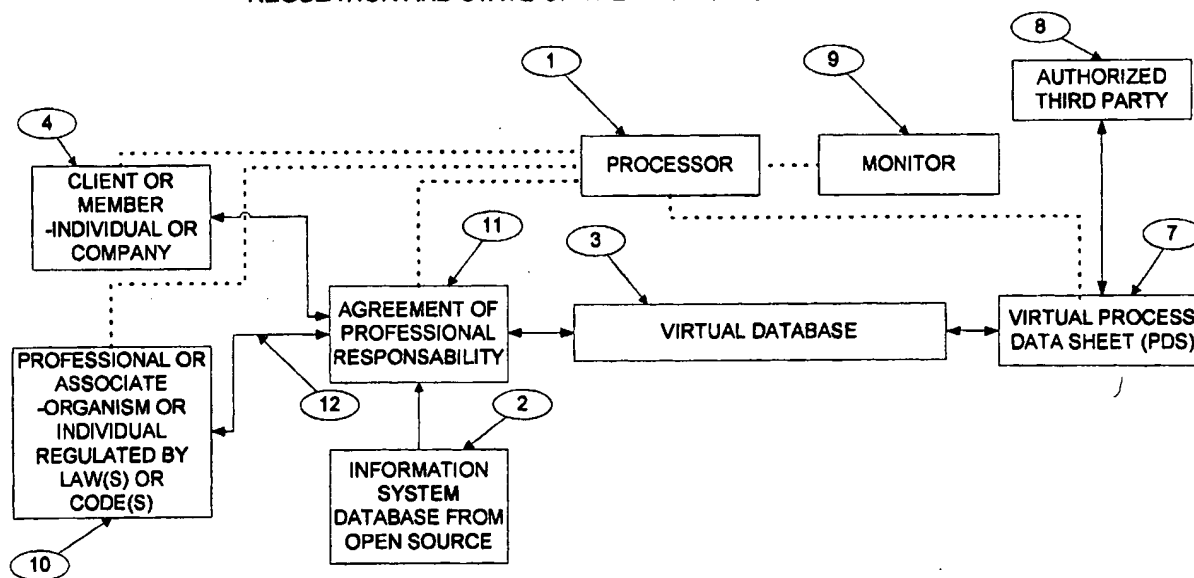 8
1
9
AUTHORIZED
THIRD PARTY
4
PROCESSOR
MONITOR
CLIENT OR
MEMBER
-INDIVIDUAL OR
COMPANY
11
3
7
AGREEMENT OF
PROFESSIONAL
RESPONSABILITY
VIRTUAL DATABASE
VIRTUAL PROCESS
DATA SHEET (PDS)
PROFESSIONAL OR
ASSOCIATE
-ORGANISM OR
INDIVIDUAL
REGULATED BY
LAW(S) OR
CODE(S)
12
2
INFORMATION
SYSTEM
DATABASE FROM
OPEN SOURCE
10